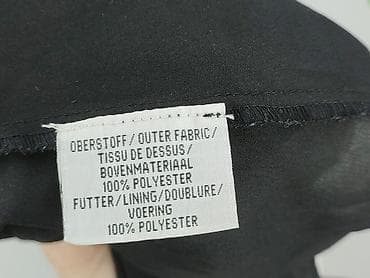 OBERSTOFF/OUTER FABRIC/
TISSU DE DESSUS/
BOVENMATERIAAL
100% POLYESTER
FUTTER/LINING/DOUBLURE/
VOERING
100% POLYESTER